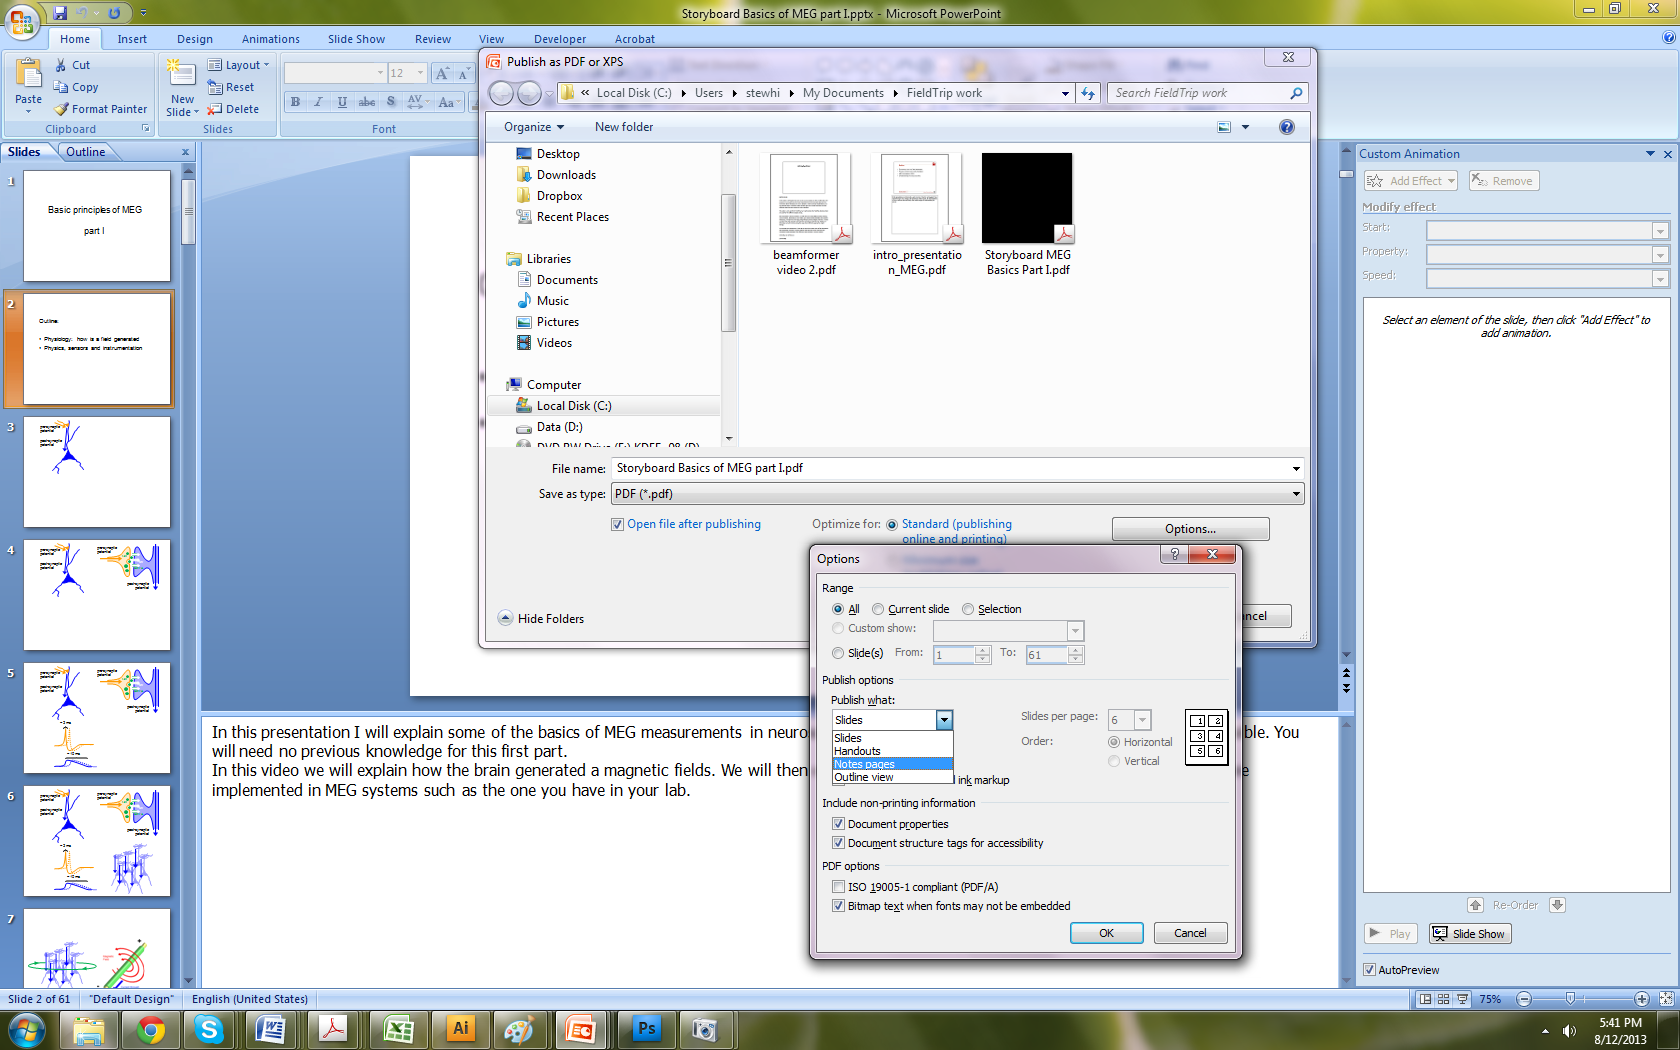 Storyboard Basics of MEG part I.pptx - Microsoft PowerPoint
Home Insert Design Animations Slide Show Review View Developer Acrobat
Paste
Cut
Copy
Format Painter
Clipboard
New Slide
Layout
Reset
Delete
Slides
12
B I U abc S AV Aa
Font
Slides Outline
1
Basic principles of MEG
part I
2
Outline:
• Physiology: how is a field generated
• Physics, sensors and instrumentation
3
4
5
6
7
Publish as PDF or XPS
« Local Disk (C:) Users stewhi My Documents FieldTrip work
Search FieldTrip work
Organize New folder
Desktop
Downloads
Dropbox
Recent Places
Libraries
Documents
Music
Pictures
Videos
Computer
Local Disk (C:)
Data (D:)
beamformer
video 2.pdf
intro_presentatio
n_MEG.pdf
Storyboard MEG
Basics Part I.pdf
File name: Storyboard Basics of MEG part I.pdf
Save as type: PDF (*.pdf)
Open file after publishing
Optimize for: Standard (publishing
online and printing)
Options...
Hide Folders
ncel
Options
Range
All Current slide Selection
Custom show:
Slide(s) From: 1 To: 61
Publish options
Publish what:
Slides
Slides
Handouts
Notes pages
Outline view
Slides per page: 6
Order: Horizontal
Vertical
1 2
3 4
5 6
ink markup
Include non-printing information
Document properties
Document structure tags for accessibility
PDF options
ISO 19005-1 compliant (PDF/A)
Bitmap text when fonts may not be embedded
OK Cancel
In this presentation I will explain some of the basics of MEG measurements in neuro ble. You
will need no previous knowledge for this first part.
In this video we will explain how the brain generated a magnetic fields. We will then e
implemented in MEG systems such as the one you have in your lab.
Custom Animation
Add Effect Remove
Modify effect
Start:
Property:
Speed:
Select an element of the slide, then click "Add Effect" to
add animation.
Re-Order
Play Slide Show
AutoPreview
Slide 2 of 61 "Default Design" English (United States)
75%
Ai
Ps
5:41 PM
8/12/2013